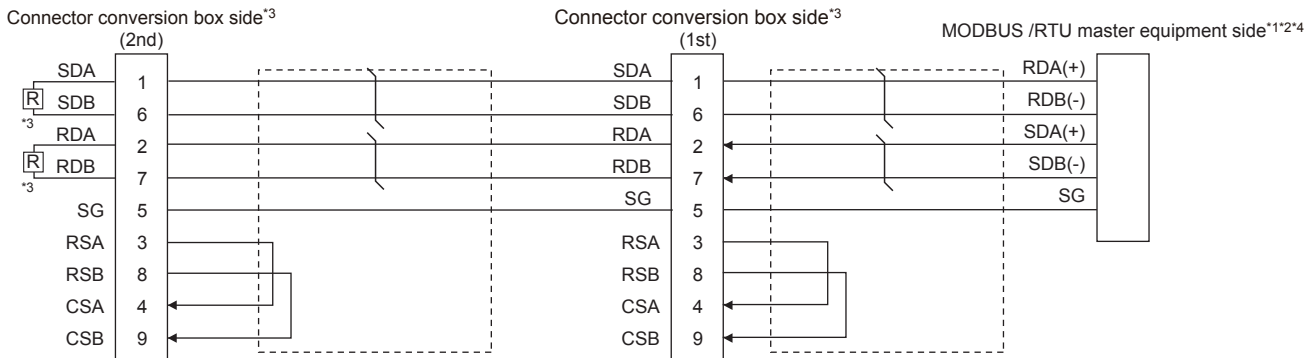 Connector conversion box side*3
(2nd)
Connector conversion box side*3
(1st)
MODBUS /RTU master equipment side*1*2*4
SDA 1 SDA 1 RDA(+)
R *3
SDB 6 SDB 6 RDB(-)
RDA 2 RDA 2 SDA(+)
R *3
RDB 7 RDB 7 SDB(-)
SG 5 SG 5 SG
RSA 3 RSA 3
RSB 8 RSB 8
CSA 4 CSA 4
CSB 9 CSB 9